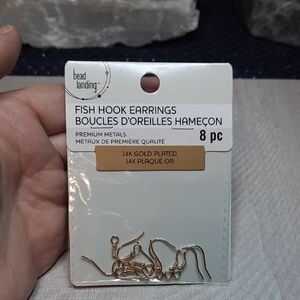 bead
landing™
FISH HOOK EARRINGS
BOUCLES D'OREILLES HAMEÇON
PREMIUM METALS
MÉTAUX DE PREMIÈRE QUALITÉ
8 pc
14K GOLD PLATED
14K PLAQUÉ OR